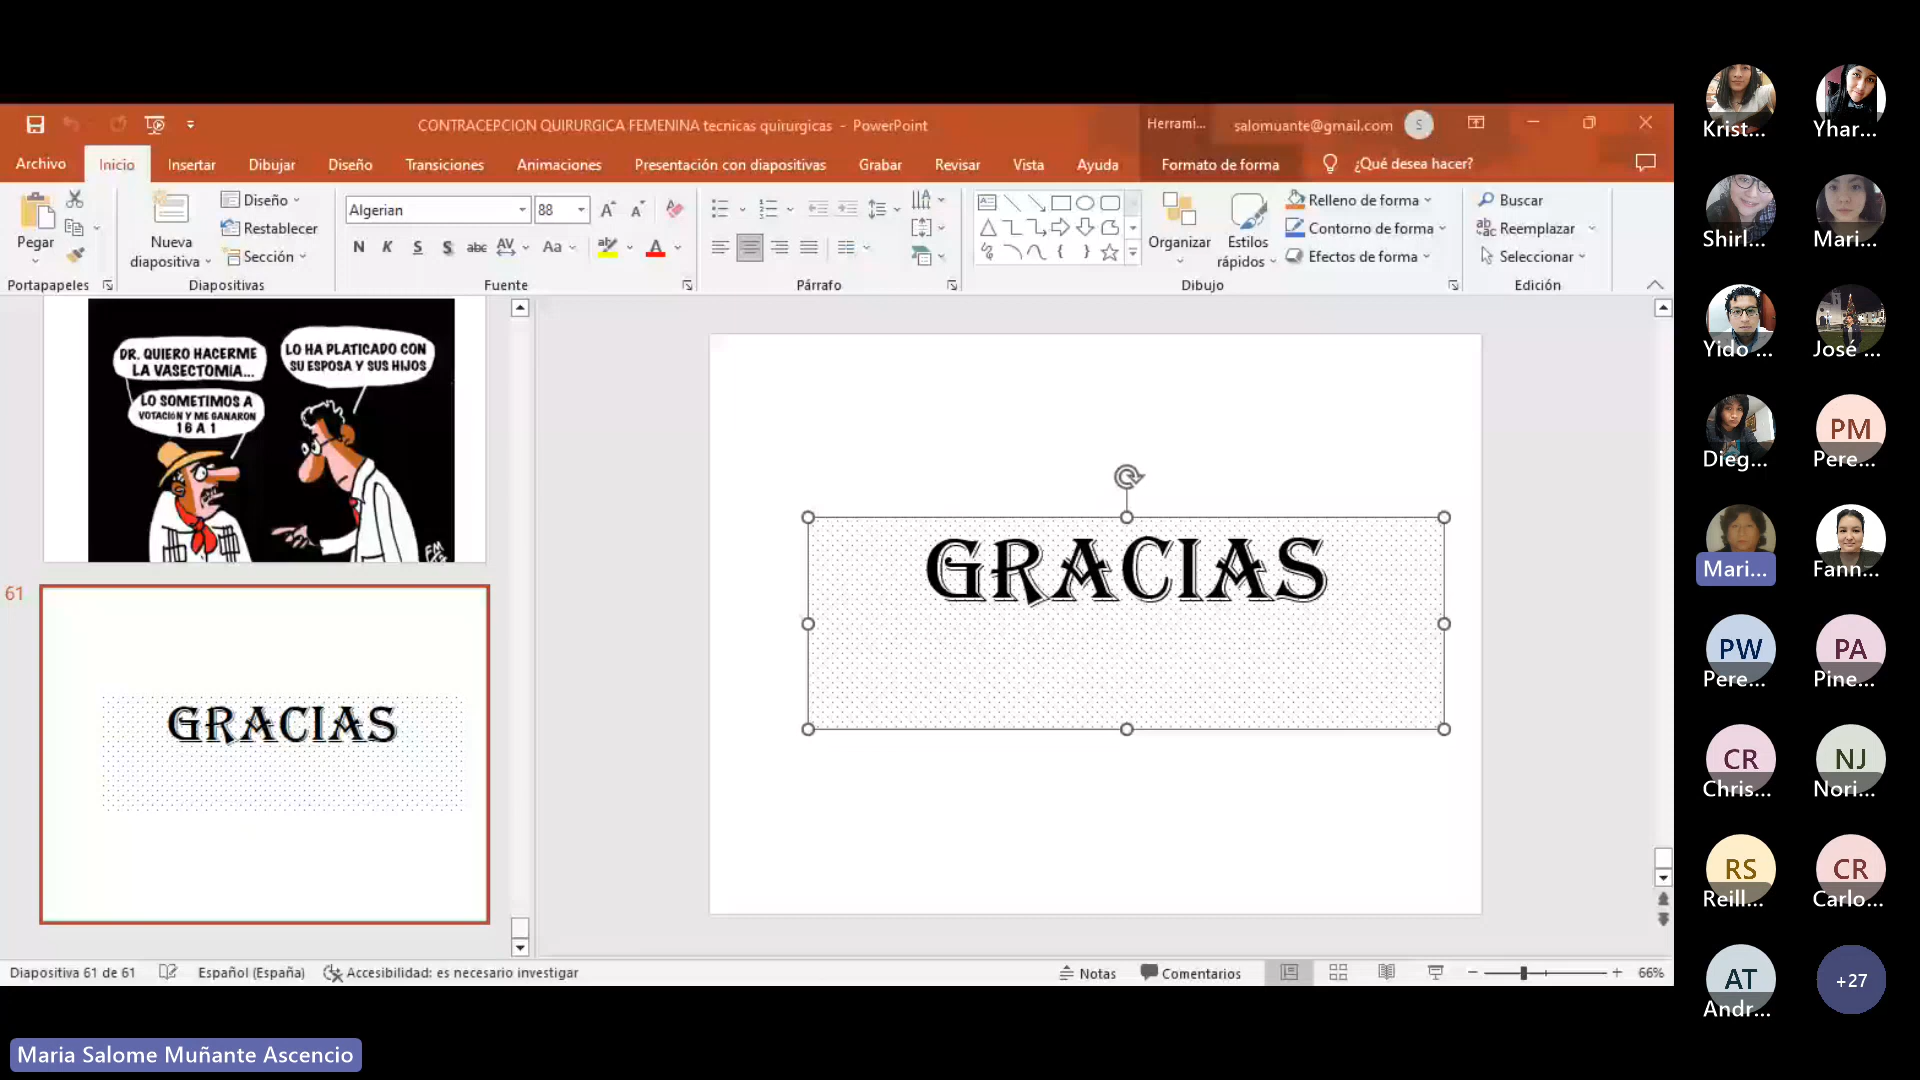 CONTRACEPCION QUIRURGICA FEMENINA tecnicas quirurgicas - PowerPoint
Herrami...
salomuante@gmail.com
S
Archivo
Inicio
Insertar
Dibujar
Diseño
Transiciones
Animaciones
Presentación con diapositivas
Grabar
Revisar
Vista
Ayuda
Formato de forma
¿Qué desea hacer?
Pegar
Nueva diapositiva
Diseño
Restablecer
Sección
Algerian
88
N K S S abc AV Aa A
Organizar
Estilos rápidos
Relleno de forma
Contorno de forma
Efectos de forma
Buscar
Reemplazar
Seleccionar
Portapapeles
Diapositivas
Fuente
Párrafo
Dibujo
Edición
DR. QUIERO HACERME
LA VASECTOMIA...
LO HA PLATICADO CON
SU ESPOSA Y SUS HIJOS
LO SOMETIMOS A
VOTACIÓN Y ME GANARON
16 A 1
61
GRACIAS
GRACIAS
Diapositiva 61 de 61
Español (España)
Accesibilidad: es necesario investigar
Notas
Comentarios
66%
Krist...
Yhar...
Shirl...
Mari...
Yido ...
José ...
Dieg...
PM
Pere...
Mari...
Fann...
PW
Pere...
PA
Pine...
CR
Chris...
NJ
Nori...
RS
Reill...
CR
Carlo...
AT
Andr...
+27
Maria Salome Muñante Ascencio